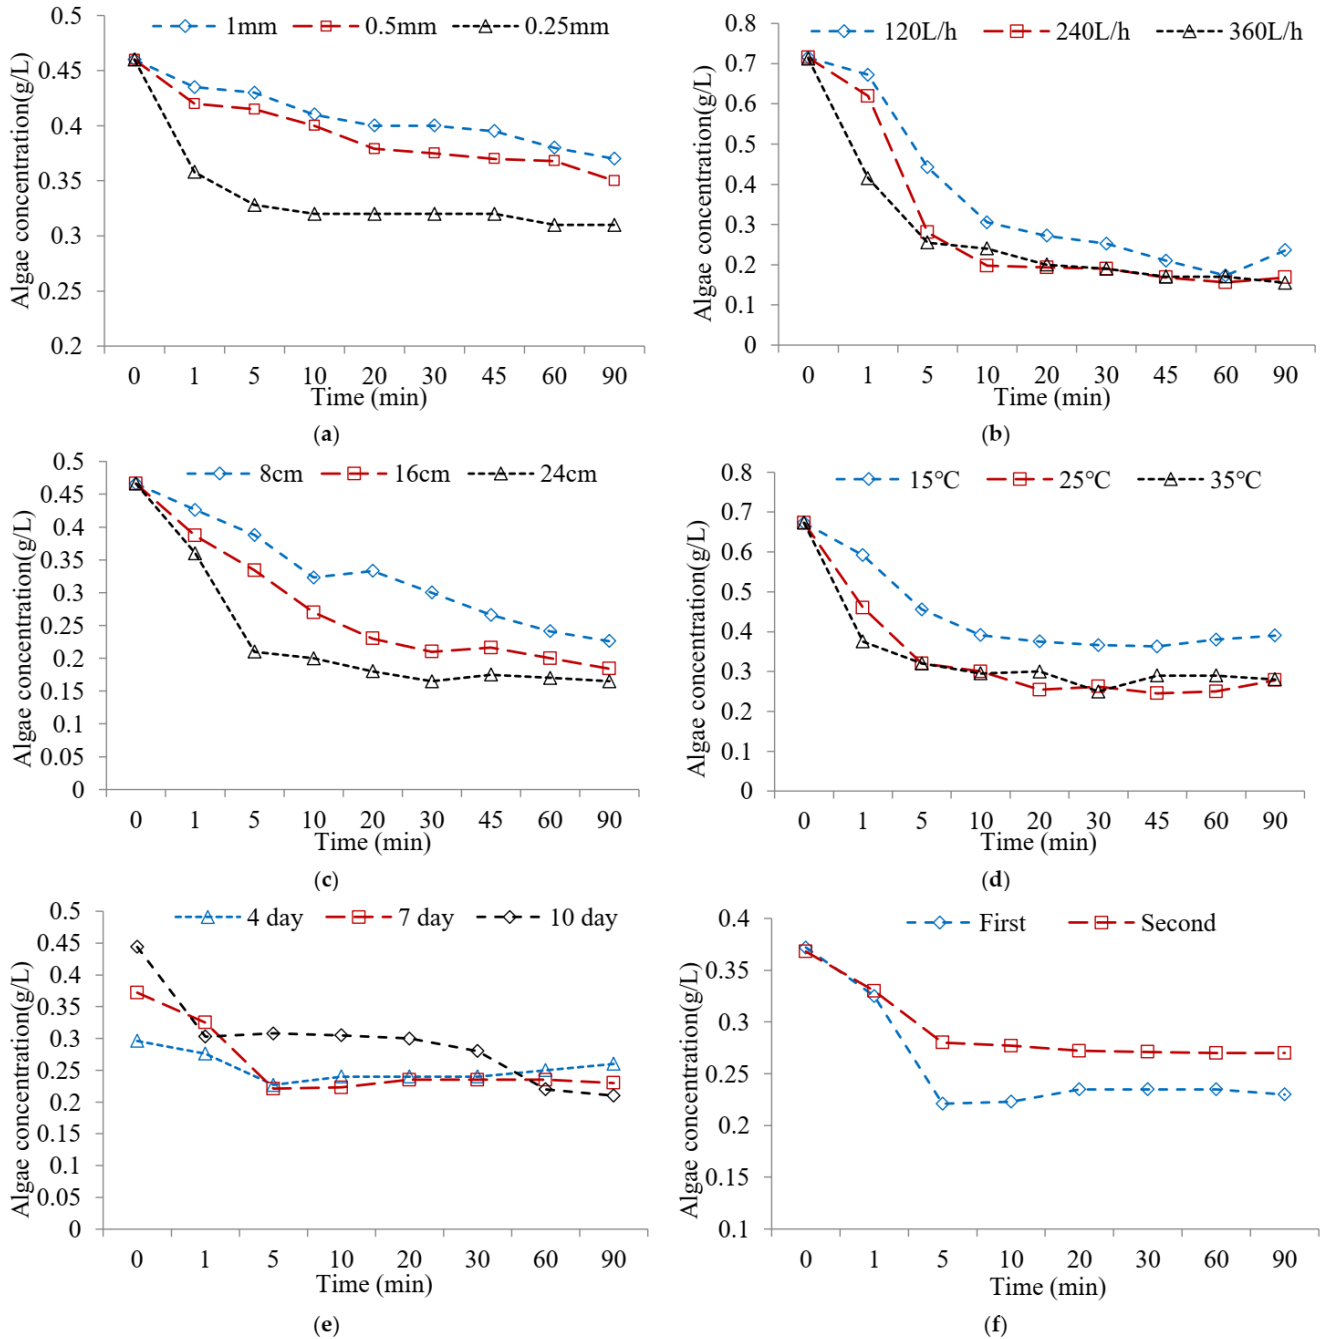 1mm 0.5mm 0.25mm
Algae concentration(g/L)
0.5
0.45
0.4
0.35
0.3
0.25
0.2
0 1 5 10 20 30 45 60 90
Time (min)
(a)
120L/h 240L/h 360L/h
Algae concentration(g/L)
0.8
0.7
0.6
0.5
0.4
0.3
0.2
0.1
0
0 1 5 10 20 30 45 60 90
Time (min)
(b)
8cm 16cm 24cm
Algae concentration(g/L)
0.5
0.45
0.4
0.35
0.3
0.25
0.2
0.15
0.1
0.05
0
0 1 5 10 20 30 45 60 90
Time (min)
(c)
15°C 25°C 35°C
Algae concentration(g/L)
0.8
0.7
0.6
0.5
0.4
0.3
0.2
0.1
0
0 1 5 10 20 30 45 60 90
Time (min)
(d)
4 day 7 day 10 day
Algae concentration(g/L)
0.5
0.45
0.4
0.35
0.3
0.25
0.2
0.15
0.1
0.05
0
0 1 5 10 20 30 60 90
Time (min)
(e)
First Second
Algae concentration(g/L)
0.4
0.35
0.3
0.25
0.2
0.15
0.1
0 1 5 10 20 30 60 90
Time (min)
(f)